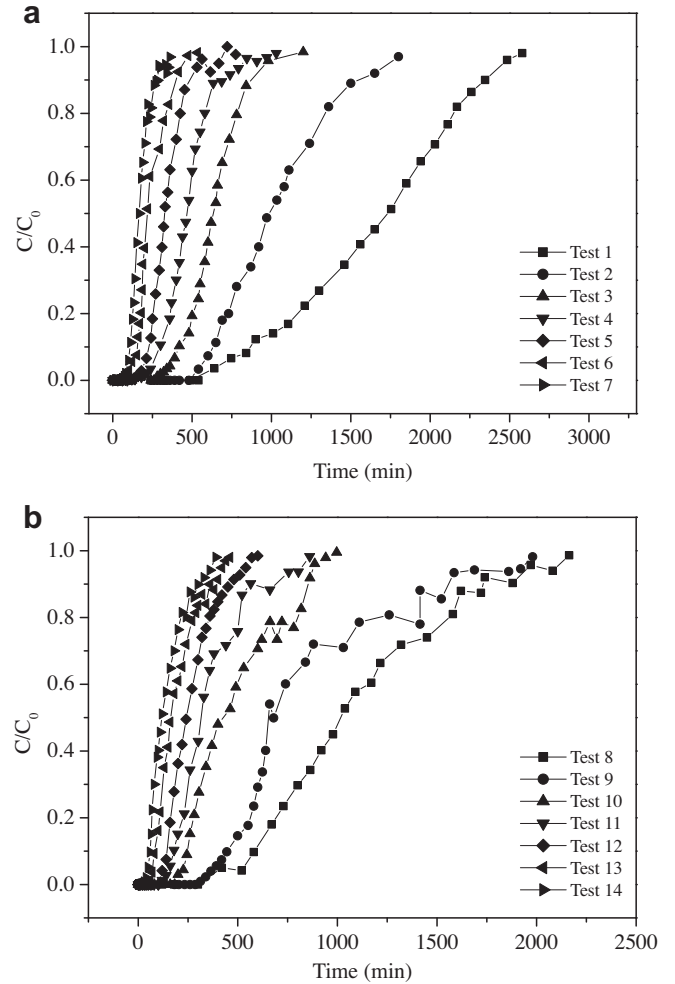 a
1.0
0.8
0.6
0.4
0.2
0.0
C/C0
Test 1
Test 2
Test 3
Test 4
Test 5
Test 6
Test 7
0 500 1000 1500 2000 2500 3000
Time (min)
b
1.0
0.8
0.6
0.4
0.2
0.0
C/C0
Test 8
Test 9
Test 10
Test 11
Test 12
Test 13
Test 14
0 500 1000 1500 2000 2500
Time (min)